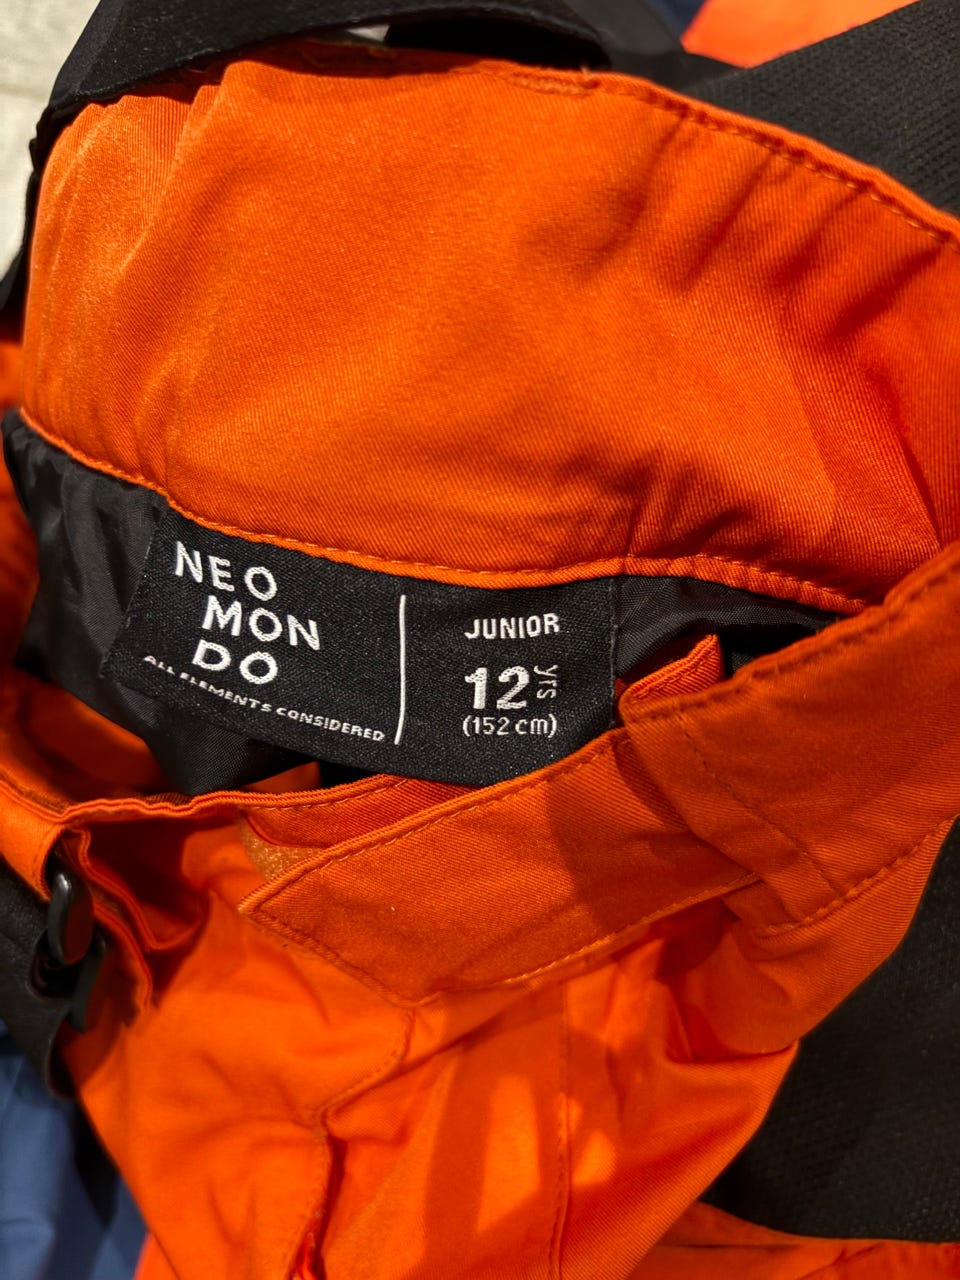 NEO
MON
DO
ALL ELEMENTS CONSIDERED
JUNIOR
12 yrs
(152 cm)